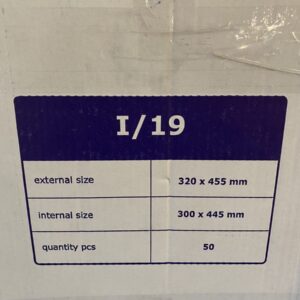 I/19
external size 320 x 455 mm
internal size 300 x 445 mm
quantity pcs 50